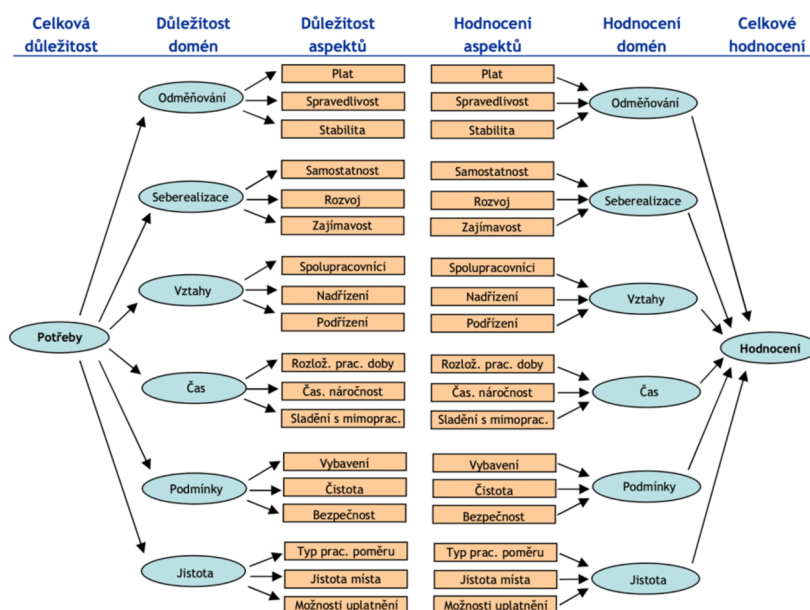 Celková důležitost
Důležitost domén
Důležitost aspektů
Hodnocení aspektů
Hodnocení domén
Celkové hodnocení
Potřeby
Odměňování
Plat
Spravedlivost
Stabilita
Plat
Spravedlivost
Stabilita
Odměňování
Seberealizace
Samostatnost
Rozvoj
Zajímavost
Samostatnost
Rozvoj
Zajímavost
Seberealizace
Vztahy
Spolupracovníci
Nadřízení
Podřízení
Spolupracovníci
Nadřízení
Podřízení
Vztahy
Čas
Rozlož. prac. doby
Čas. náročnost
Sladění s mimoprac.
Rozlož. prac. doby
Čas. náročnost
Sladění s mimoprac.
Čas
Podmínky
Vybavení
Čistota
Bezpečnost
Vybavení
Čistota
Bezpečnost
Podmínky
Jistota
Typ prac. poměru
Jistota místa
Možnosti uplatnění
Typ prac. poměru
Jistota místa
Možnosti uplatnění
Jistota
Hodnocení